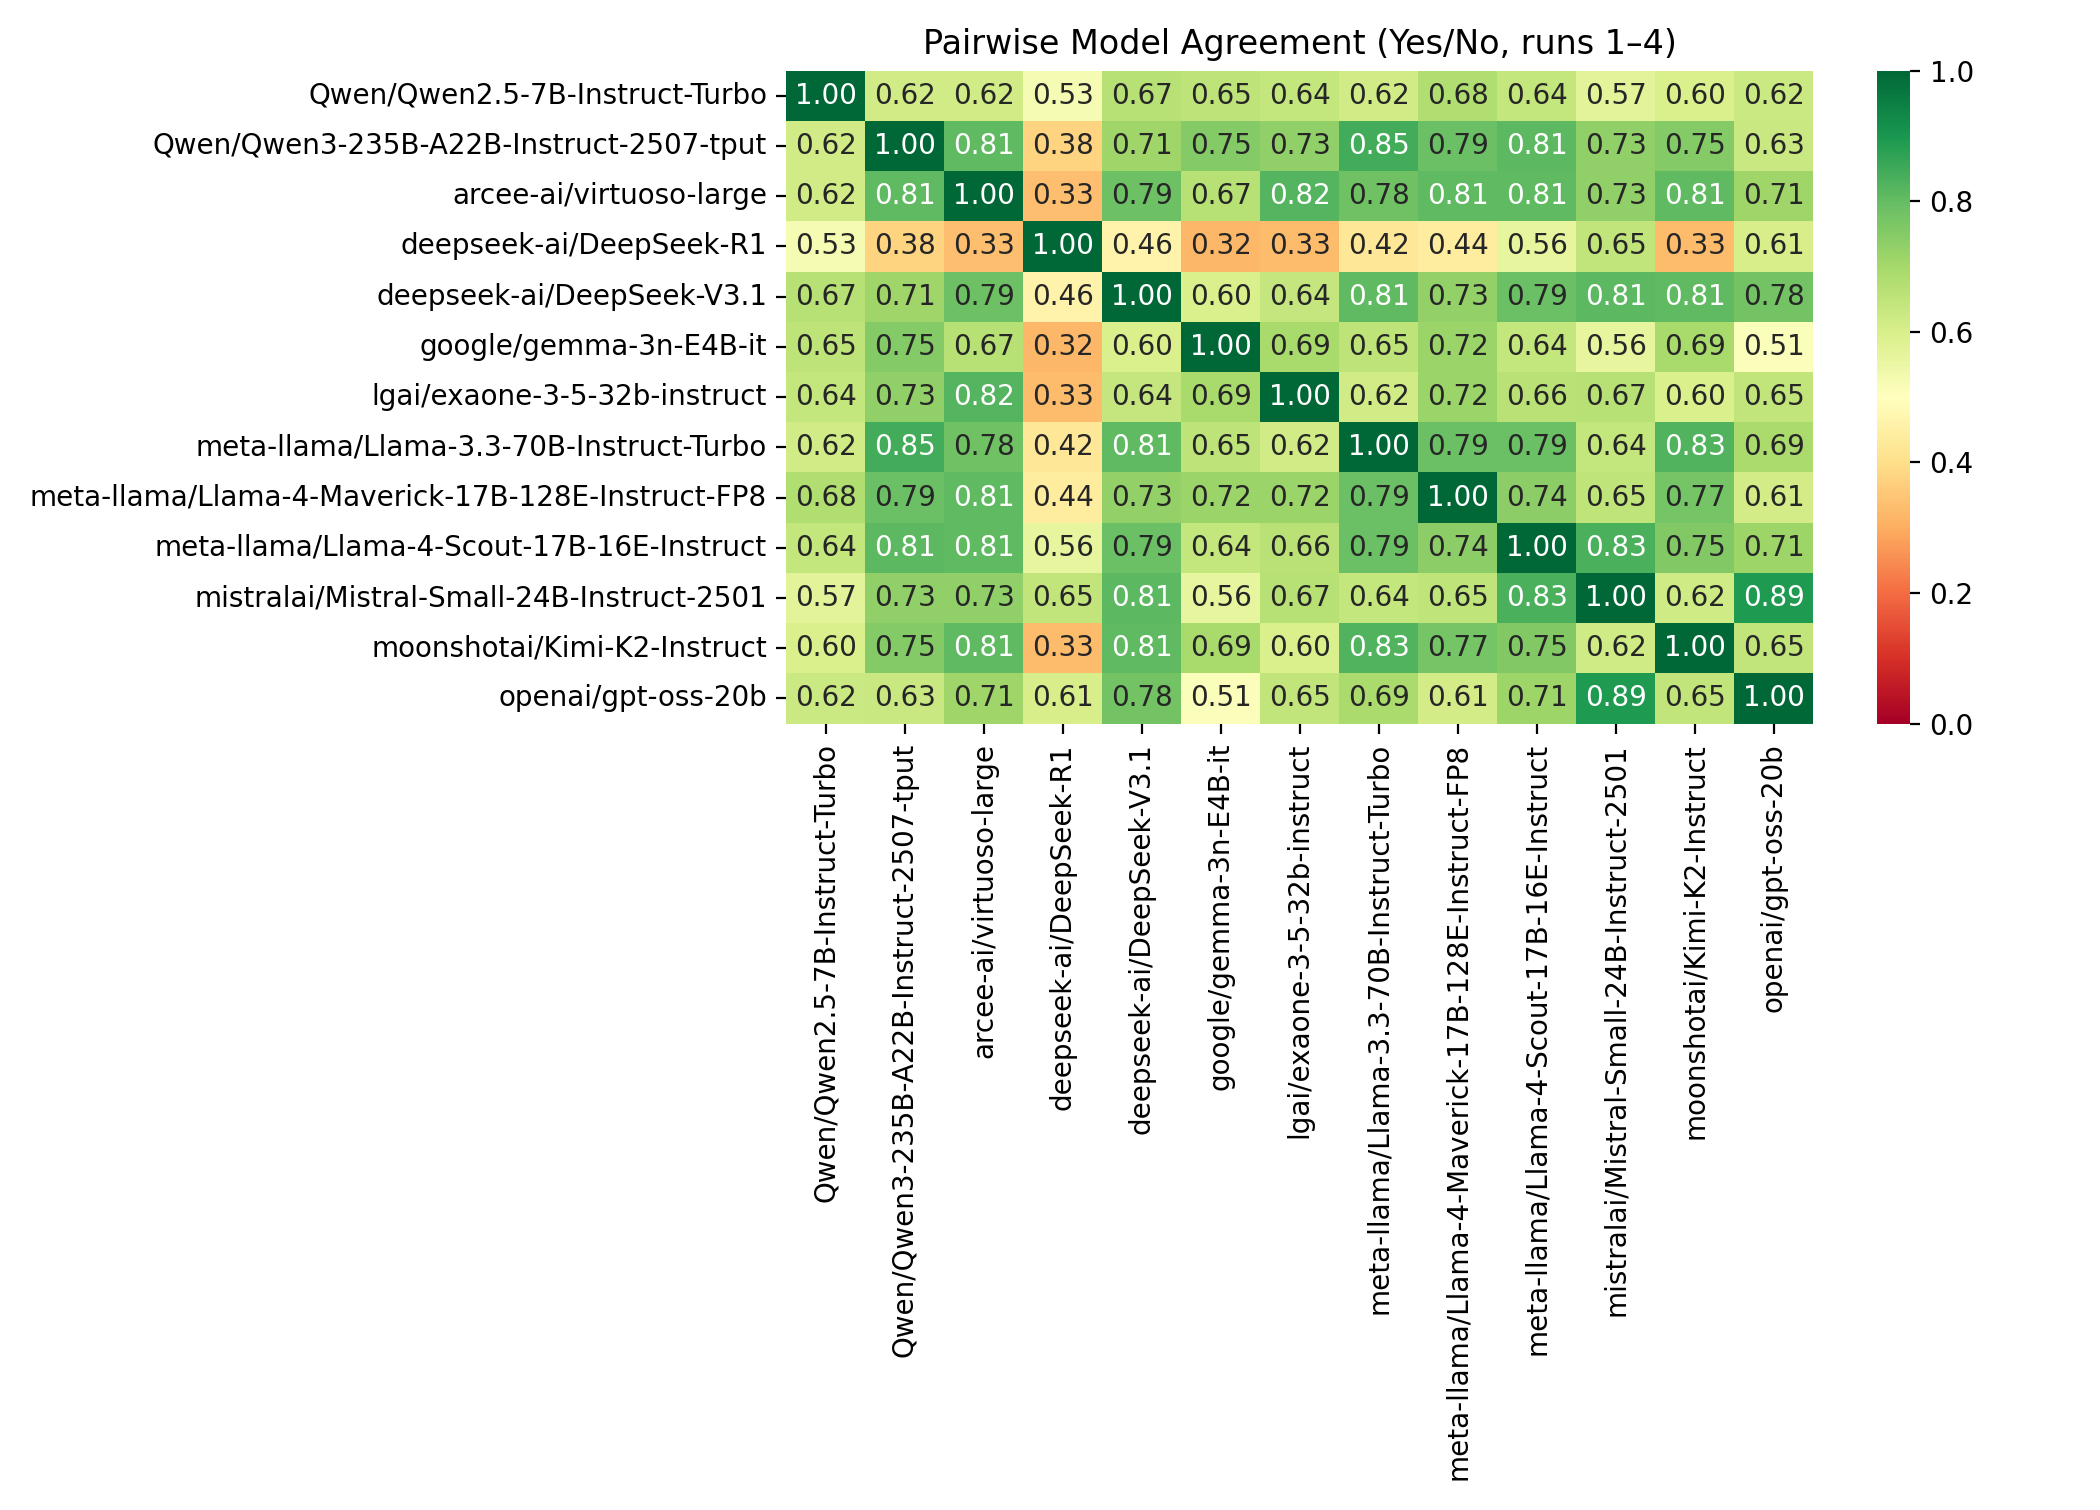 Pairwise Model Agreement (Yes/No, runs 1–4)
Qwen/Qwen2.5-7B-Instruct-Turbo 1.00 0.62 0.62 0.53 0.67 0.65 0.64 0.62 0.68 0.64 0.57 0.60 0.62
Qwen/Qwen3-235B-A22B-Instruct-2507-tput 0.62 1.00 0.81 0.38 0.71 0.75 0.73 0.85 0.79 0.81 0.73 0.75 0.63
arcee-ai/virtuoso-large 0.62 0.81 1.00 0.33 0.79 0.67 0.82 0.78 0.81 0.81 0.73 0.81 0.71
deepseek-ai/DeepSeek-R1 0.53 0.38 0.33 1.00 0.46 0.32 0.33 0.42 0.44 0.56 0.65 0.33 0.61
deepseek-ai/DeepSeek-V3.1 0.67 0.71 0.79 0.46 1.00 0.60 0.64 0.81 0.73 0.79 0.81 0.81 0.78
google/gemma-3n-E4B-it 0.65 0.75 0.67 0.32 0.60 1.00 0.69 0.65 0.72 0.64 0.56 0.69 0.51
lgai/exaone-3-5-32b-instruct 0.64 0.73 0.82 0.33 0.64 0.69 1.00 0.62 0.72 0.66 0.67 0.60 0.65
meta-llama/Llama-3.3-70B-Instruct-Turbo 0.62 0.85 0.78 0.42 0.81 0.65 0.62 1.00 0.79 0.79 0.64 0.83 0.69
meta-llama/Llama-4-Maverick-17B-128E-Instruct-FP8 0.68 0.79 0.81 0.44 0.73 0.72 0.72 0.79 1.00 0.74 0.65 0.77 0.61
meta-llama/Llama-4-Scout-17B-16E-Instruct 0.64 0.81 0.81 0.56 0.79 0.64 0.66 0.79 0.74 1.00 0.83 0.75 0.71
mistralai/Mistral-Small-24B-Instruct-2501 0.57 0.73 0.73 0.65 0.81 0.56 0.67 0.64 0.65 0.83 1.00 0.62 0.89
moonshotai/Kimi-K2-Instruct 0.60 0.75 0.81 0.33 0.81 0.69 0.60 0.83 0.77 0.75 0.62 1.00 0.65
openai/gpt-oss-20b 0.62 0.63 0.71 0.61 0.78 0.51 0.65 0.69 0.61 0.71 0.89 0.65 1.00
Qwen/Qwen2.5-7B-Instruct-Turbo
Qwen/Qwen3-235B-A22B-Instruct-2507-tput
arcee-ai/virtuoso-large
deepseek-ai/DeepSeek-R1
deepseek-ai/DeepSeek-V3.1
google/gemma-3n-E4B-it
lgai/exaone-3-5-32b-instruct
meta-llama/Llama-3.3-70B-Instruct-Turbo
meta-llama/Llama-4-Maverick-17B-128E-Instruct-FP8
meta-llama/Llama-4-Scout-17B-16E-Instruct
mistralai/Mistral-Small-24B-Instruct-2501
moonshotai/Kimi-K2-Instruct
openai/gpt-oss-20b
1.0
0.8
0.6
0.4
0.2
0.0